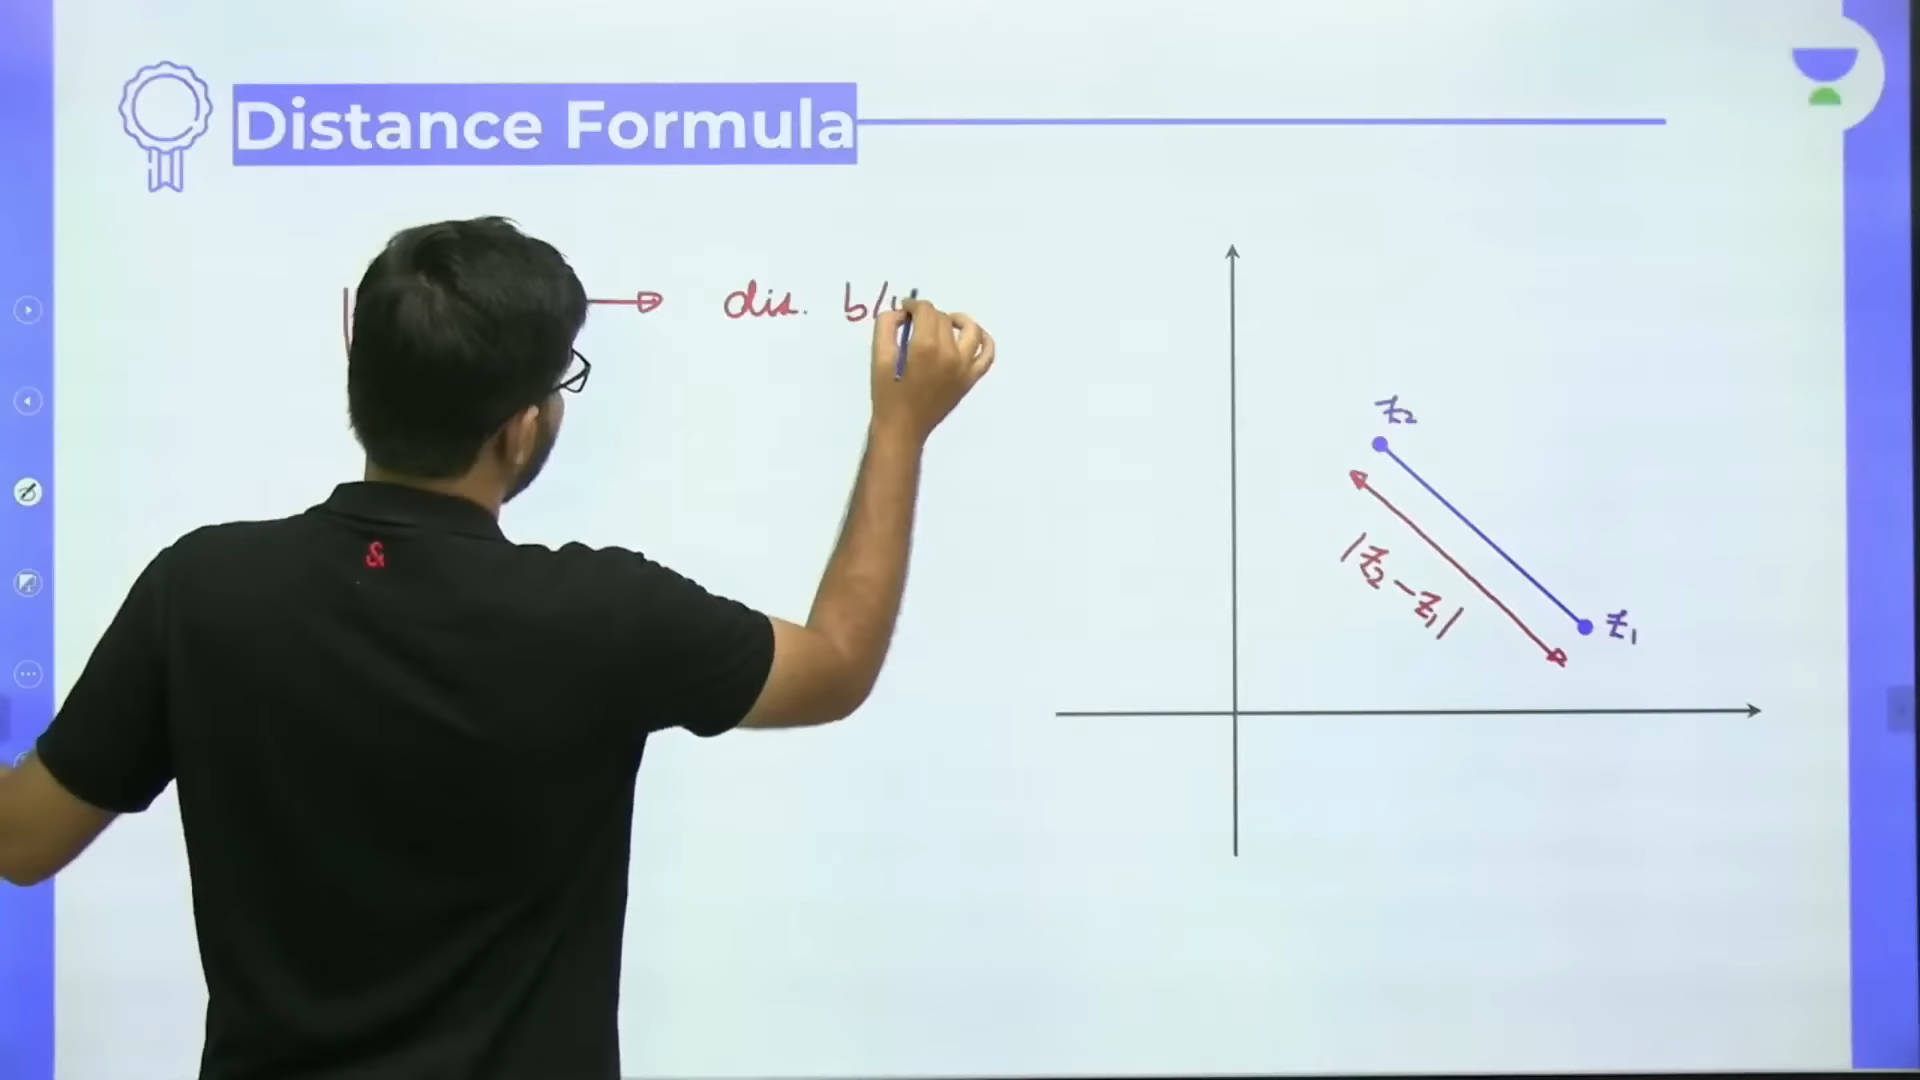 Distance Formula
dis. b/w
z₂
|z₂ - z₁|
z₁
&